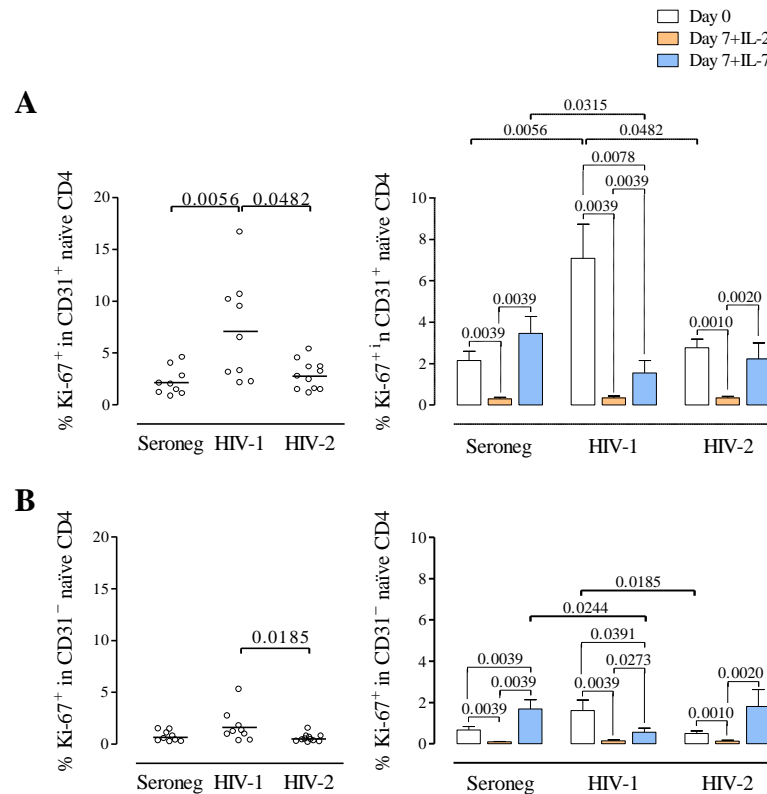 Day 0
Day 7+IL-2
Day 7+IL-7
A
% Ki-67+ in CD31+ naïve CD4
20
15
10
5
0
0.0056
0.0482
Seroneg
HIV-1
HIV-2
% Ki-67+ in CD31+ naïve CD4
10
8
6
4
2
0
0.0315
0.0056
0.0482
0.0078
0.0039
0.0039
0.0039
0.0039
0.0020
0.0010
Seroneg
HIV-1
HIV-2
B
% Ki-67+ in CD31− naïve CD4
20
15
10
5
0
0.0185
Seroneg
HIV-1
HIV-2
% Ki-67+ in CD31− naïve CD4
10
8
6
4
2
0
0.0185
0.0244
0.0391
0.0039
0.0273
0.0039
0.0039
0.0039
0.0020
0.0010
Seroneg
HIV-1
HIV-2